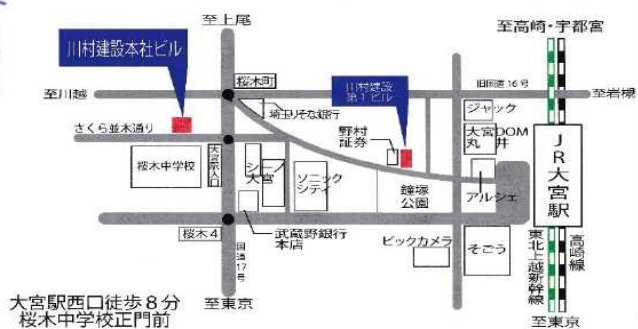 至上尾
至高崎・宇都宮
川村建設本社ビル
桜木町
川村建設
第1ビル
旧国道16号
至川越
至岩槻
埼玉りそな銀行
ジャック
さくら並木通り
野村
証券
大宮DOM
丸井
JR大宮駅
桜木中学校
大宮駅入口
シーノ
大宮
ソニック
シティ
鐘塚
公園
アルシェ
桜木4
武蔵野銀行
本店
ビックカメラ
そごう
国道17号
東北上越新幹線
高崎線
大宮駅西口徒歩8分
桜木中学校正門前
至東京
至東京